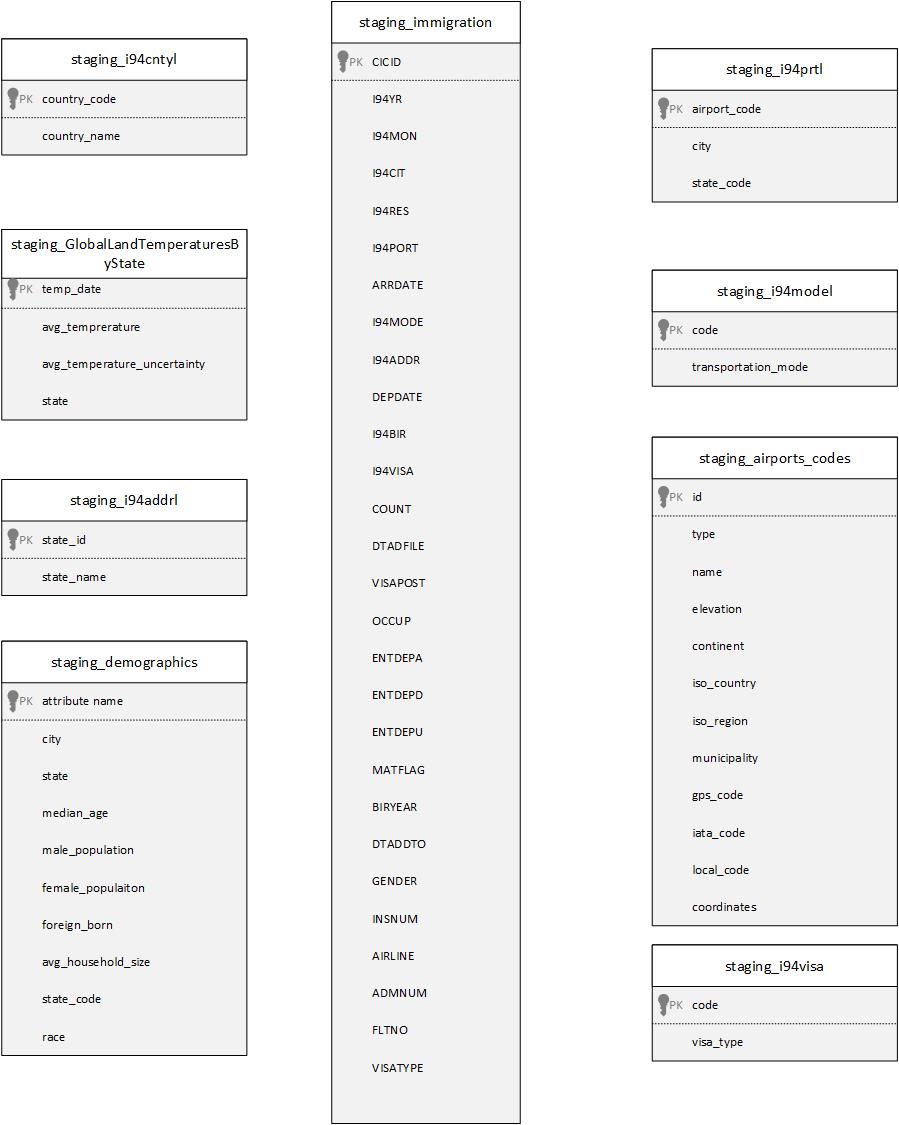 staging_i94cntyl
PK country_code
country_name
staging_GlobalLandTemperaturesB
yState
PK temp_date
avg_temprerature
avg_temperature_uncertainty
state
staging_i94addrl
PK state_id
state_name
staging_demographics
PK attribute name
city
state
median_age
male_population
female_populaiton
foreign_born
avg_household_size
state_code
race
staging_immigration
PK CICID
I94YR
I94MON
I94CIT
I94RES
I94PORT
ARRDATE
I94MODE
I94ADDR
DEPDATE
I94BIR
I94VISA
COUNT
DTADFILE
VISAPOST
OCCUP
ENTDEPA
ENTDEPD
ENTDEPU
MATFLAG
BIRYEAR
DTADDTO
GENDER
INSNUM
AIRLINE
ADMNUM
FLTNO
VISATYPE
staging_i94prtl
PK airport_code
city
state_code
staging_i94model
PK code
transportation_mode
staging_airports_codes
PK id
type
name
elevation
continent
iso_country
iso_region
municipality
gps_code
iata_code
local_code
coordinates
staging_i94visa
PK code
visa_type